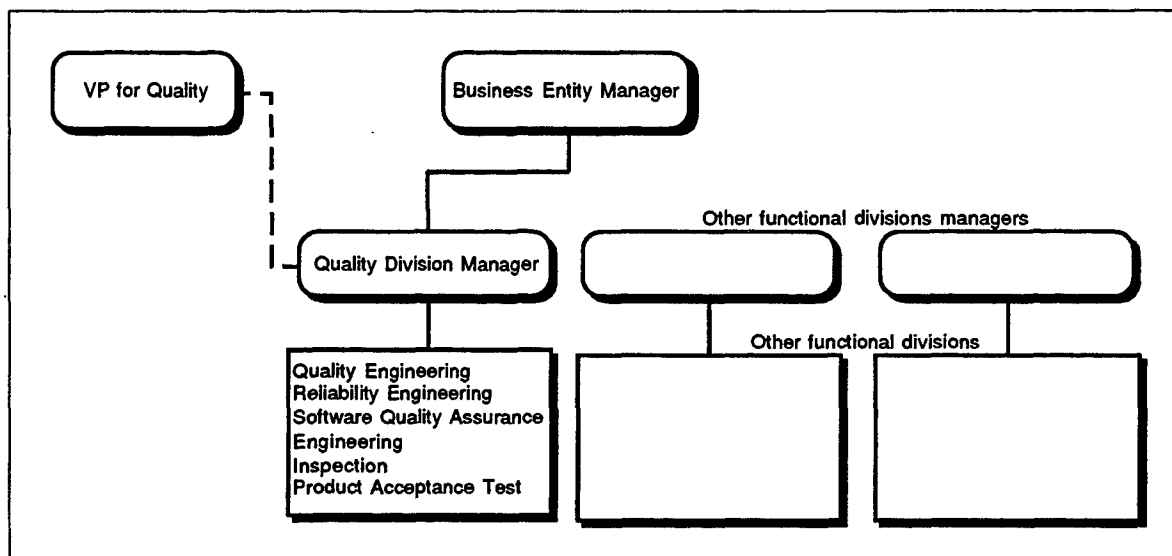 VP for Quality
Business Entity Manager
Other functional divisions managers
Quality Division Manager
Other functional divisions
Quality Engineering
Reliability Engineering
Software Quality Assurance
Engineering
Inspection
Product Acceptance Test